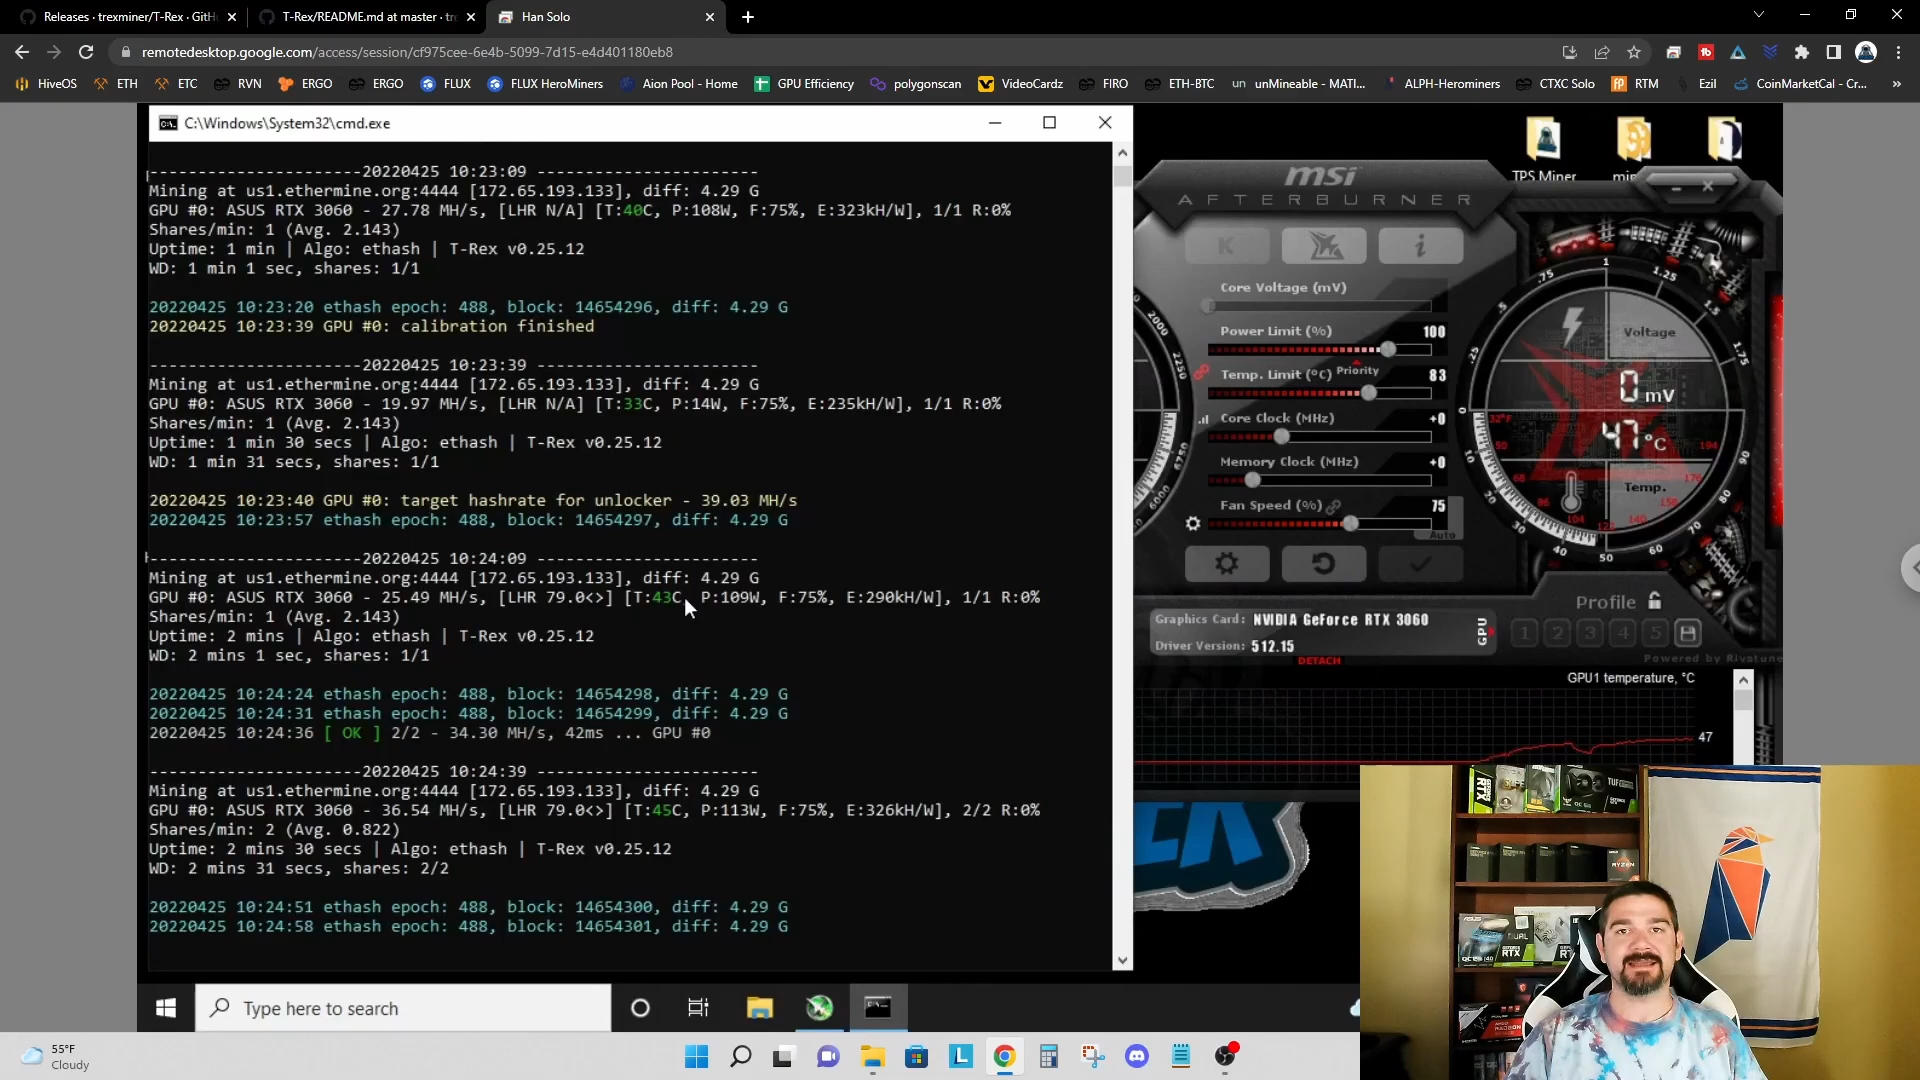 Releases · trexminer/T-Rex · GitH
T-Rex/README.md at master · tre
Han Solo
remotedesktop.google.com/access/session/cf975cee-6e4b-5099-7d15-e4d401180eb8
HiveOS
ETH
ETC
RVN
ERGO
ERGO
FLUX
FLUX HeroMiners
Aion Pool - Home
GPU Efficiency
polygonscan
VideoCardz
FIRO
ETH-BTC
un unMineable - MATI...
ALPH-Herominers
CTXC Solo
RTM
Ezil
CoinMarketCal - Cr...
»
C:\Windows\System32\cmd.exe
----------------------20220425 10:23:09 -----------------------
Mining at us1.ethermine.org:4444 [172.65.193.133], diff: 4.29 G
GPU #0: ASUS RTX 3060 - 27.78 MH/s, [LHR N/A] [T:40C, P:108W, F:75%, E:323kH/W], 1/1 R:0%
Shares/min: 1 (Avg. 2.143)
Uptime: 1 min | Algo: ethash | T-Rex v0.25.12
WD: 1 min 1 sec, shares: 1/1
20220425 10:23:20 ethash epoch: 488, block: 14654296, diff: 4.29 G
20220425 10:23:39 GPU #0: calibration finished
----------------------20220425 10:23:39 -----------------------
Mining at us1.ethermine.org:4444 [172.65.193.133], diff: 4.29 G
GPU #0: ASUS RTX 3060 - 19.97 MH/s, [LHR N/A] [T:33C, P:14W, F:75%, E:235kH/W], 1/1 R:0%
Shares/min: 1 (Avg. 2.143)
Uptime: 1 min 30 secs | Algo: ethash | T-Rex v0.25.12
WD: 1 min 31 secs, shares: 1/1
20220425 10:23:40 GPU #0: target hashrate for unlocker - 39.03 MH/s
20220425 10:23:57 ethash epoch: 488, block: 14654297, diff: 4.29 G
----------------------20220425 10:24:09 -----------------------
Mining at us1.ethermine.org:4444 [172.65.193.133], diff: 4.29 G
GPU #0: ASUS RTX 3060 - 25.49 MH/s, [LHR 79.0<>] [T:43C, P:109W, F:75%, E:290kH/W], 1/1 R:0%
Shares/min: 1 (Avg. 2.143)
Uptime: 2 mins | Algo: ethash | T-Rex v0.25.12
WD: 2 mins 1 sec, shares: 1/1
20220425 10:24:24 ethash epoch: 488, block: 14654298, diff: 4.29 G
20220425 10:24:31 ethash epoch: 488, block: 14654299, diff: 4.29 G
20220425 10:24:36 [ OK ] 2/2 - 34.30 MH/s, 42ms ... GPU #0
----------------------20220425 10:24:39 -----------------------
Mining at us1.ethermine.org:4444 [172.65.193.133], diff: 4.29 G
GPU #0: ASUS RTX 3060 - 36.54 MH/s, [LHR 79.0<>] [T:45C, P:113W, F:75%, E:326kH/W], 2/2 R:0%
Shares/min: 2 (Avg. 0.822)
Uptime: 2 mins 30 secs | Algo: ethash | T-Rex v0.25.12
WD: 2 mins 31 secs, shares: 2/2
20220425 10:24:51 ethash epoch: 488, block: 14654300, diff: 4.29 G
20220425 10:24:58 ethash epoch: 488, block: 14654301, diff: 4.29 G
TPS Miner
msi
AFTERBURNER
K
i
Core Voltage (mV)
Power Limit (%) 100
Temp. Limit (°C) Priority 83
Core Clock (MHz) +0
Memory Clock (MHz) +0
Fan Speed (%) 75
Auto
Voltage
0 mV
47 °C
Temp.
Graphics Card: NVIDIA GeForce RTX 3060
Driver Version: 512.15
DETACH
GPU
Profile
1 2 3 4 5
Powered by Rivatune
GPU1 temperature, °C
47
Type here to search
55°F
Cloudy